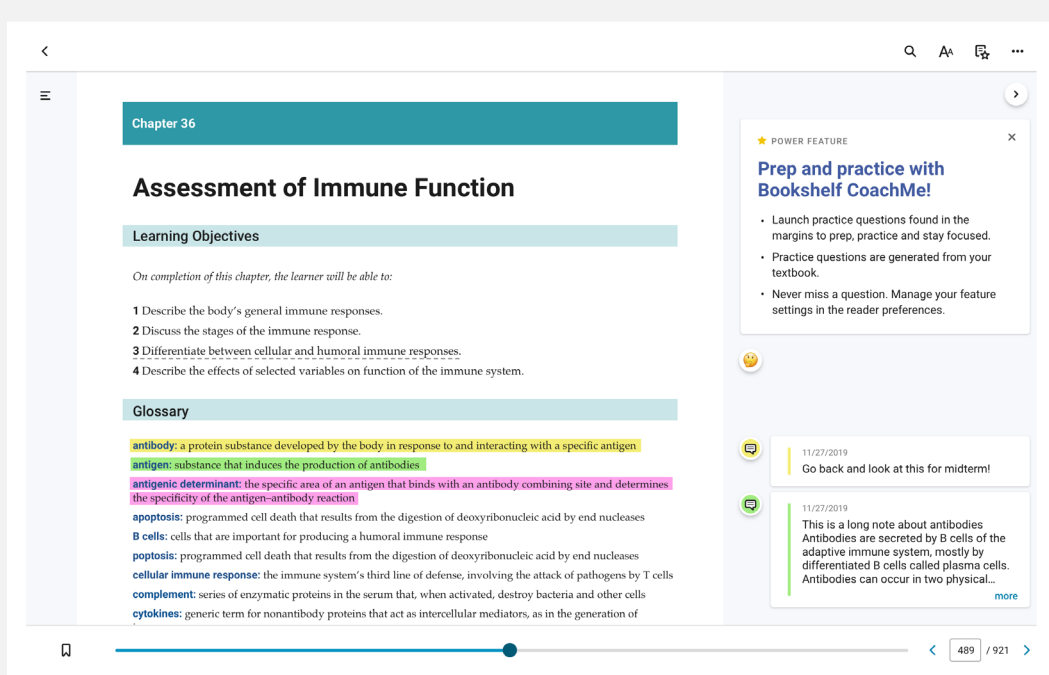 Chapter 36
Assessment of Immune Function
Learning Objectives
On completion of this chapter, the learner will be able to:
1 Describe the body's general immune responses.
2 Discuss the stages of the immune response.
3 Differentiate between cellular and humoral immune responses.
4 Describe the effects of selected variables on function of the immune system.
Glossary
antibody: a protein substance developed by the body in response to and interacting with a specific antigen
antigen: substance that induces the production of antibodies
antigenic determinant: the specific area of an antigen that binds with an antibody combining site and determines
the specificity of the antigen–antibody reaction
apoptosis: programmed cell death that results from the digestion of deoxyribonucleic acid by end nucleases
B cells: cells that are important for producing a humoral immune response
poptosis: programmed cell death that results from the digestion of deoxyribonucleic acid by end nucleases
cellular immune response: the immune system's third line of defense, involving the attack of pathogens by T cells
complement: series of enzymatic proteins in the serum that, when activated, destroy bacteria and other cells
cytokines: generic term for nonantibody proteins that act as intercellular mediators, as in the generation of
AA
POWER FEATURE
Prep and practice with
Bookshelf CoachMe!
• Launch practice questions found in the
margins to prep, practice and stay focused.
• Practice questions are generated from your
textbook.
• Never miss a question. Manage your feature
settings in the reader preferences.
11/27/2019
Go back and look at this for midterm!
11/27/2019
This is a long note about antibodies
Antibodies are secreted by B cells of the
adaptive immune system, mostly by
differentiated B cells called plasma cells.
Antibodies can occur in two physical...
more
489 / 921